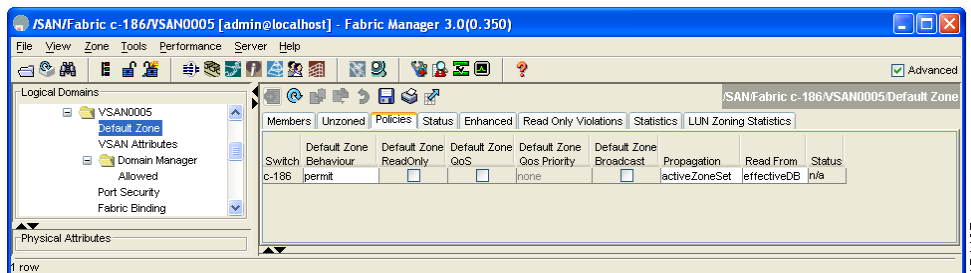 /SAN/Fabric c-186/VSAN0005 [admin@localhost] - Fabric Manager 3.0(0.350)
File View Zone Tools Performance Server Help
Advanced
Logical Domains
VSAN0005
Default Zone
VSAN Attributes
Domain Manager
Allowed
Port Security
Fabric Binding
Physical Attributes
/SAN/Fabric c-186/VSAN0005/Default Zone
Members Unzoned Policies Status Enhanced Read Only Violations Statistics LUN Zoning Statistics
Default Zone Default Zone Default Zone Default Zone Default Zone
Switch Behaviour ReadOnly QoS Qos Priority Broadcast Propagation Read From Status
c-186 permit none activeZoneSet effectiveDB n/a
1 row